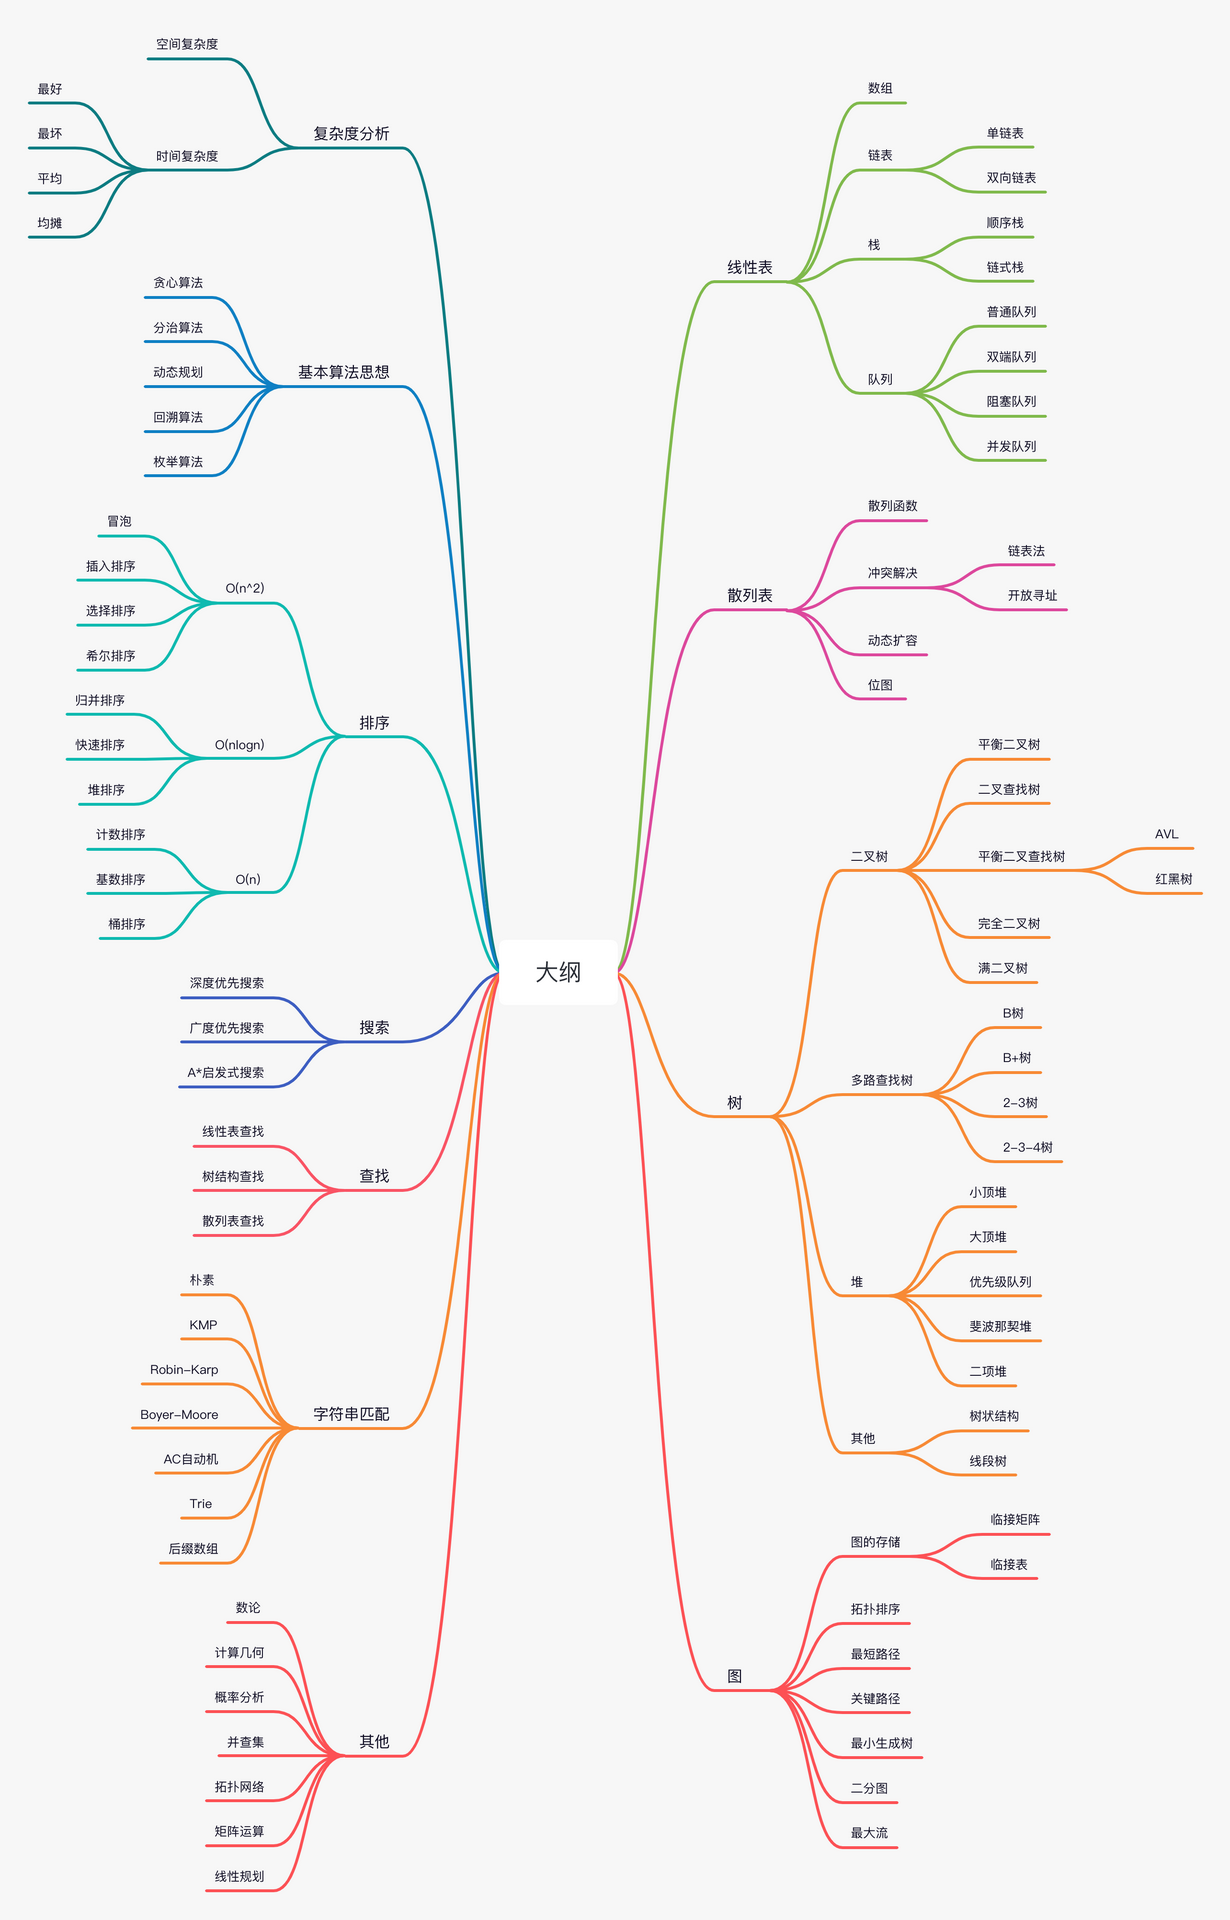 大纲
复杂度分析
空间复杂度
时间复杂度
最好
最坏
平均
均摊
基本算法思想
贪心算法
分治算法
动态规划
回溯算法
枚举算法
排序
O(n^2)
冒泡
插入排序
选择排序
希尔排序
O(nlogn)
归并排序
快速排序
堆排序
O(n)
计数排序
基数排序
桶排序
搜索
深度优先搜索
广度优先搜索
A*启发式搜索
查找
线性表查找
树结构查找
散列表查找
字符串匹配
朴素
KMP
Robin-Karp
Boyer-Moore
AC自动机
Trie
后缀数组
其他
数论
计算几何
概率分析
并查集
拓扑网络
矩阵运算
线性规划
线性表
数组
链表
单链表
双向链表
栈
顺序栈
链式栈
队列
普通队列
双端队列
阻塞队列
并发队列
散列表
散列函数
冲突解决
链表法
开放寻址
动态扩容
位图
树
二叉树
平衡二叉树
二叉查找树
平衡二叉查找树
AVL
红黑树
完全二叉树
满二叉树
多路查找树
B树
B+树
2-3树
2-3-4树
堆
小顶堆
大顶堆
优先级队列
斐波那契堆
二项堆
其他
树状结构
线段树
图
图的存储
临接矩阵
临接表
拓扑排序
最短路径
关键路径
最小生成树
二分图
最大流